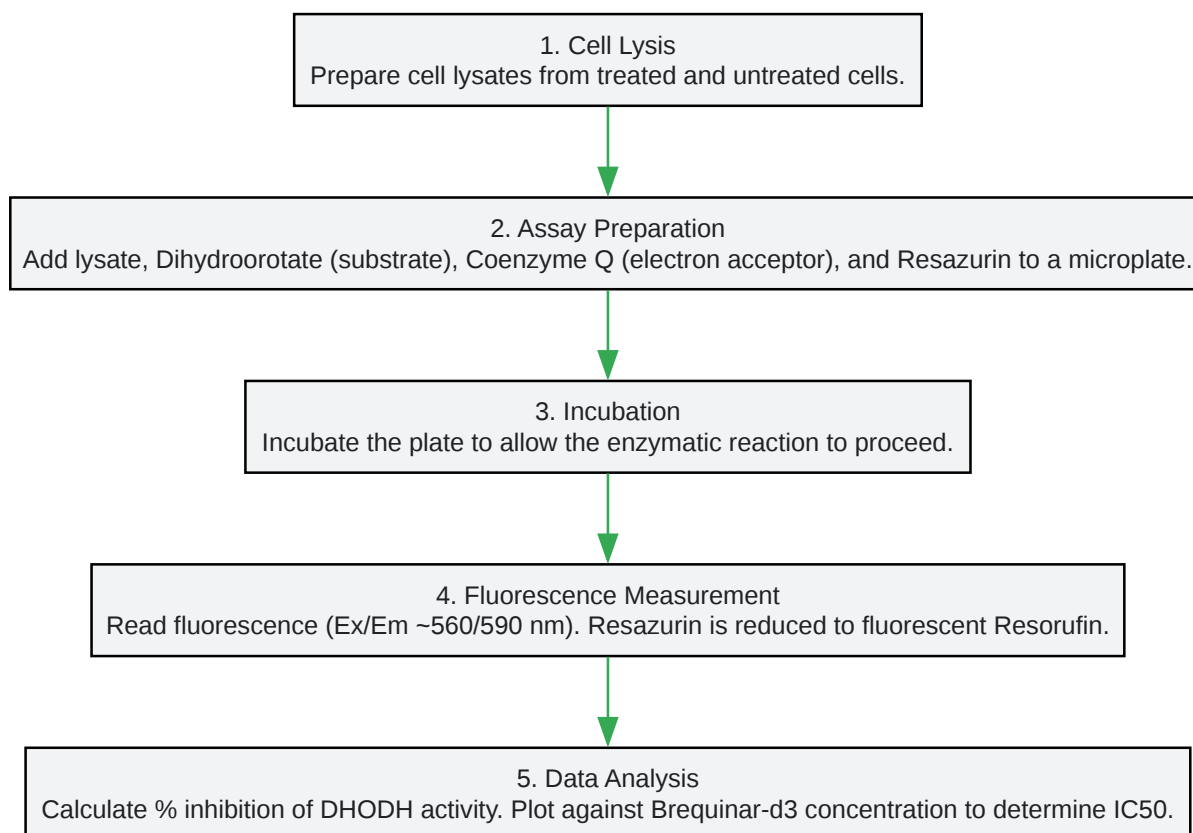 1. Cell Lysis
Prepare cell lysates from treated and untreated cells.
2. Assay Preparation
Add lysate, Dihydroorotate (substrate), Coenzyme Q (electron acceptor), and Resazurin to a microplate.
3. Incubation
Incubate the plate to allow the enzymatic reaction to proceed.
4. Fluorescence Measurement
Read fluorescence (Ex/Em ~560/590 nm). Resazurin is reduced to fluorescent Resorufin.
5. Data Analysis
Calculate % inhibition of DHODH activity. Plot against Brequinar-d3 concentration to determine IC50.